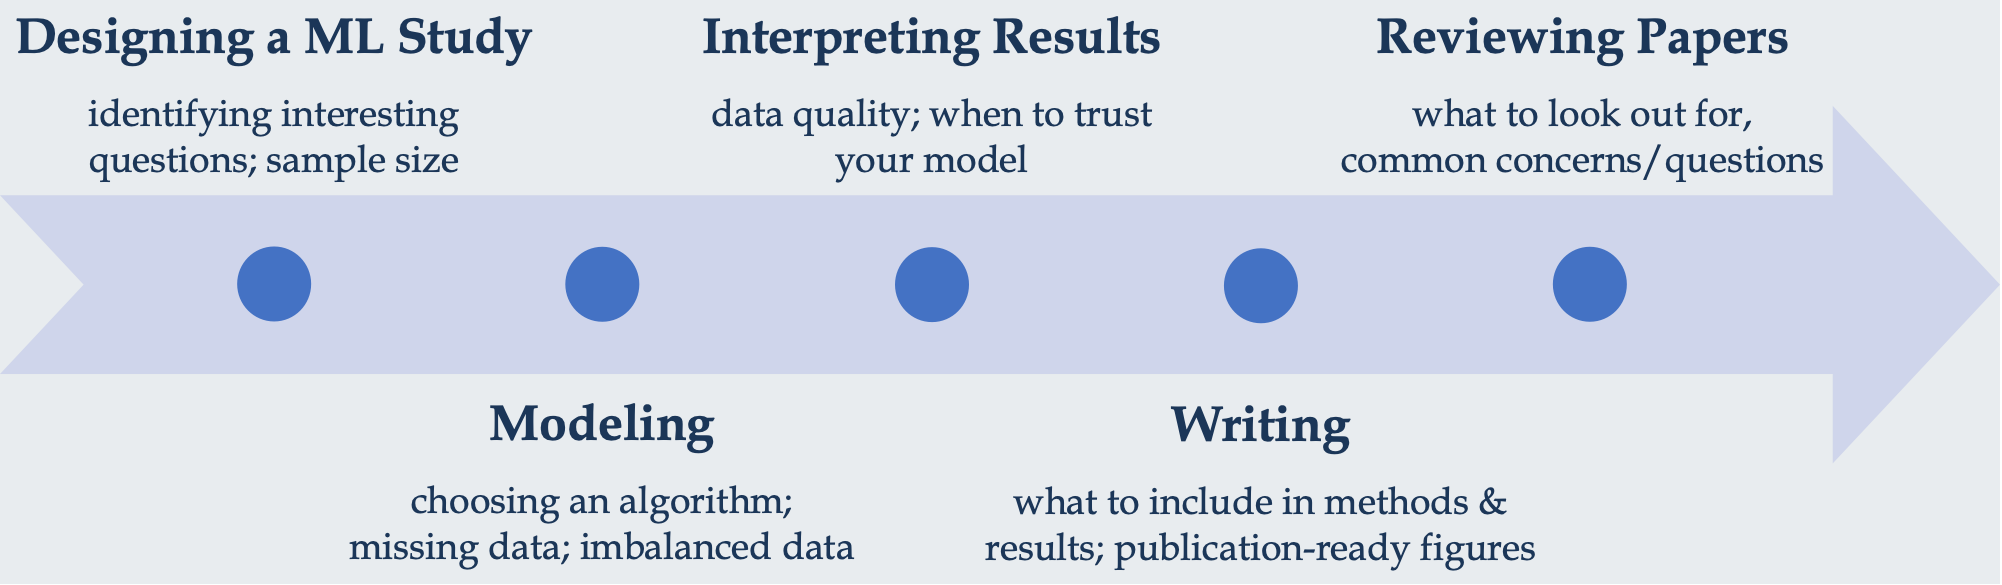 Designing a ML Study
identifying interesting
questions; sample size
Modeling
choosing an algorithm;
missing data; imbalanced data
Interpreting Results
data quality; when to trust
your model
Writing
what to include in methods &
results; publication-ready figures
Reviewing Papers
what to look out for,
common concerns/questions